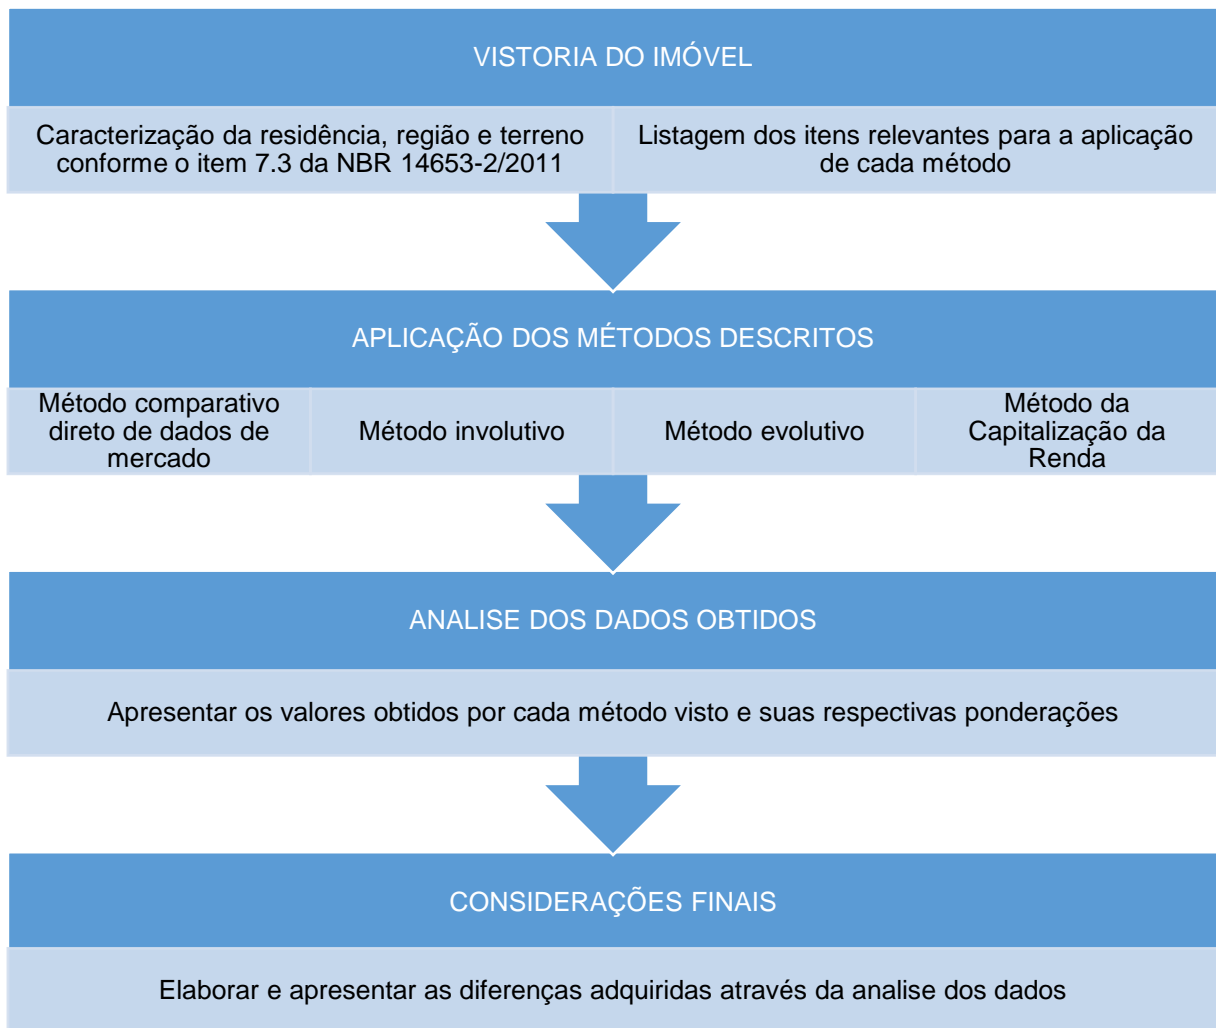 VISTORIA DO IMÓVEL
Caracterização da residência, região e terreno
conforme o item 7.3 da NBR 14653-2/2011
Listagem dos itens relevantes para a aplicação
de cada método
APLICAÇÃO DOS MÉTODOS DESCRITOS
Método comparativo
direto de dados de
mercado
Método involutivo
Método evolutivo
Método da
Capitalização da
Renda
ANALISE DOS DADOS OBTIDOS
Apresentar os valores obtidos por cada método visto e suas respectivas ponderações
CONSIDERAÇÕES FINAIS
Elaborar e apresentar as diferenças adquiridas através da analise dos dados